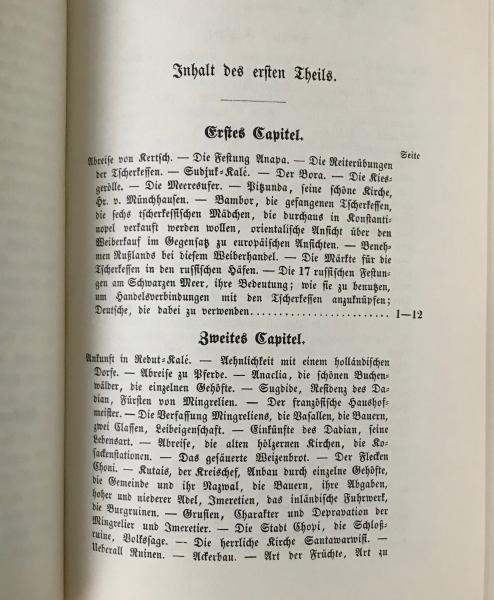 Inhalt des ersten Theils.
Erstes Capitel.
Seite
Abreise von Kertsch. — Die Festung Anapa. — Die Reiterübungen
der Tscherkessen. — Sudjuk-Kalé. — Der Bora. — Die Kies-
gerölle. — Die Meeresufer. — Pitzunda, seine schöne Kirche,
Hr. v. Münchhausen. — Bambor, die gefangenen Tscherkessen,
die sechs tscherkessischen Mädchen, die durchaus in Konstanti-
nopel verkauft werden wollen, orientalische Ansicht über den
Weiberkauf im Gegensatz zu europäischen Ansichten. — Beneh-
men Rußlands bei diesem Weiberhandel. — Die Märkte für die
Tscherkessen in den russischen Häfen. — Die 17 russischen Festun-
gen am Schwarzen Meer, ihre Bedeutung; wie sie zu benutzen,
um Handelsverbindungen mit den Tscherkessen anzuknüpfen;
Deutsche, die dabei zu verwenden........................ 1—12
Zweites Capitel.
Ankunft in Redut-Kalé. — Aehnlichkeit mit einem holländischen
Dorfe. — Abreise zu Pferde. — Anaclia, die schönen Buchen-
wälder, die einzelnen Gehöfte. — Sugdide, Residenz des Da-
dian, Fürsten von Mingrelien. — Der französische Haushof-
meister. — Die Verfassung Mingreliens, die Vasallen, die Bauern,
zwei Classen, Leibeigenschaft. — Einkünfte des Dadian, seine
Lebensart. — Abreise, die alten hölzernen Kirchen, die Ko-
sackenstationen. — Das gesäuerte Weizenbrot. — Der Flecken
Choni. — Kutais, der Kreischef, Anbau durch einzelne Gehöfte,
die Gemeinde und ihr Nazwal, die Bauern, ihre Abgaben,
hoher und niederer Adel, Imeretien, das inländische Fuhrwerk,
die Burgruinen. — Grusien, Charakter und Depravation der
Mingrelier und Imeretier. — Die Stadt Chopi, die Schloß-
ruine, Volkssage. — Die herrliche Kirche Santawarwisi. —
Ueberall Ruinen. — Ackerbau. — Art der Früchte, Art zu